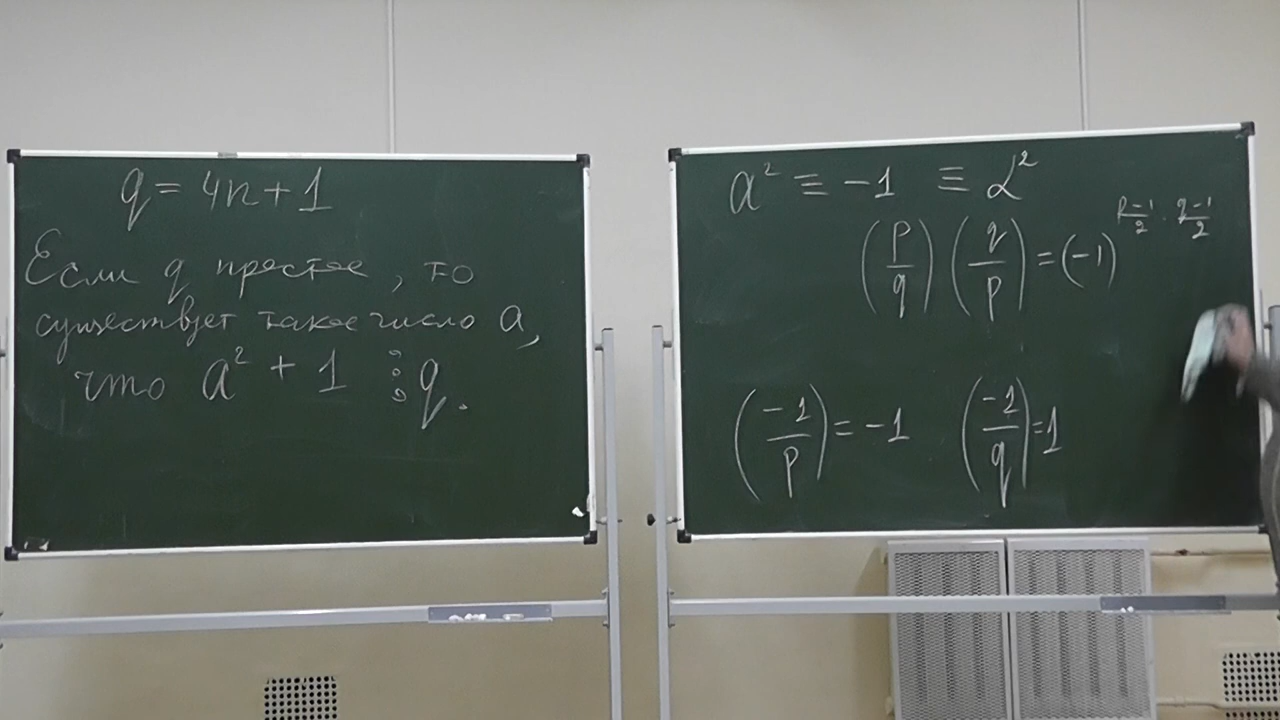 q = 4n + 1
Если q простое, то
существует такое число a,
что a² + 1 ⋮ q.
a² ≡ -1 ≡ α²
(p/q) (q/p) = (-1)^((p-1)/2 · (q-1)/2)
(-1/p) = -1 (-1/q) = 1